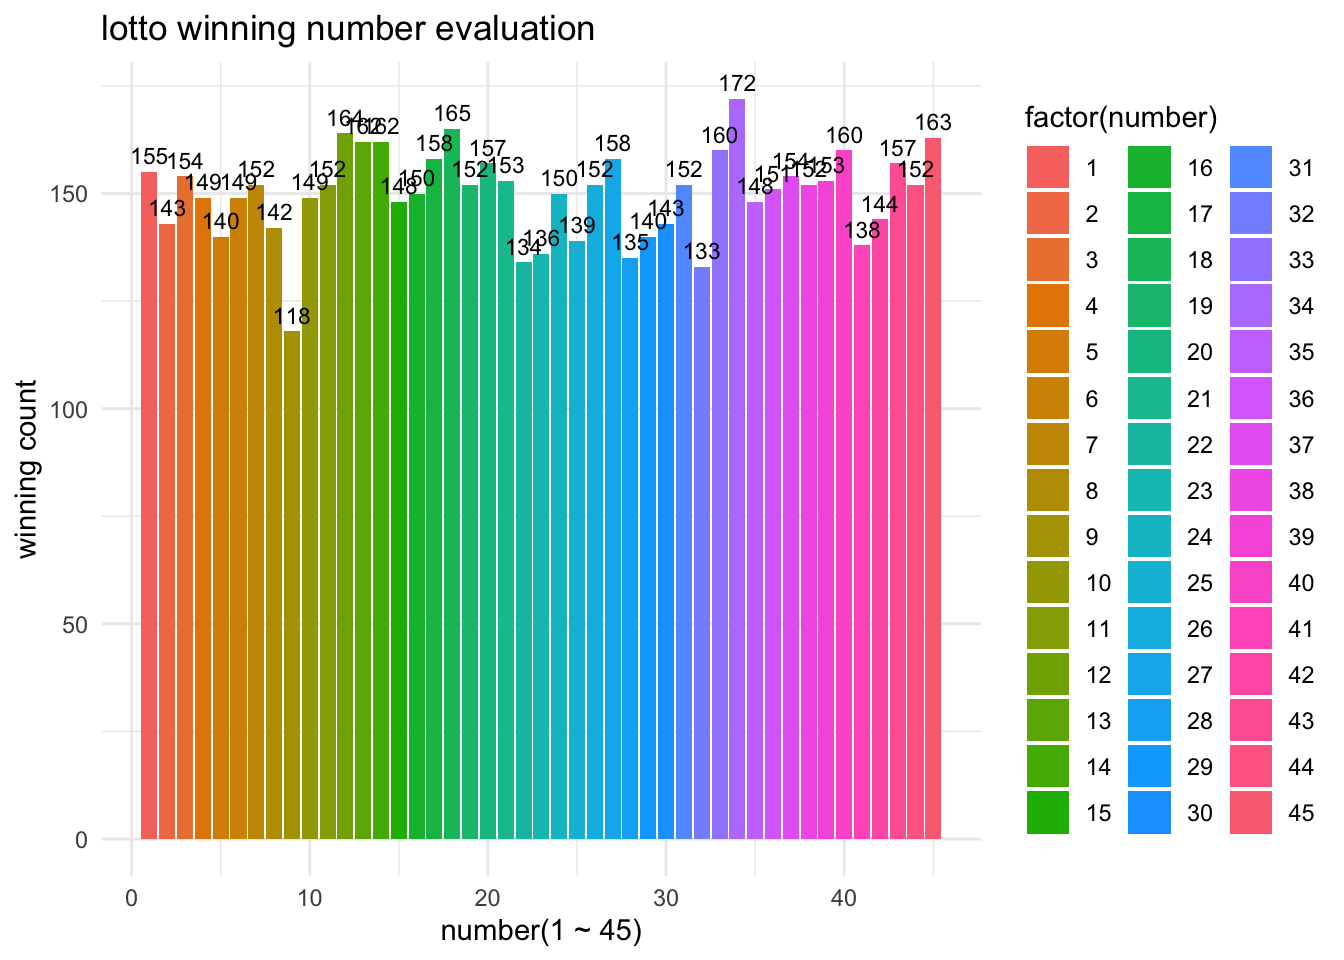 lotto winning number evaluation
winning count
150
100
50
0
155
143
154
149
140
149
152
142
118
149
152
164
162
162
148
150
158
165
152
157
153
134
136
150
139
152
158
135
140
143
152
133
160
172
148
151
154
152
153
160
138
144
157
152
163
0 10 20 30 40
number(1 ~ 45)
factor(number)
1 16 31
2 17 32
3 18 33
4 19 34
5 20 35
6 21 36
7 22 37
8 23 38
9 24 39
10 25 40
11 26 41
12 27 42
13 28 43
14 29 44
15 30 45